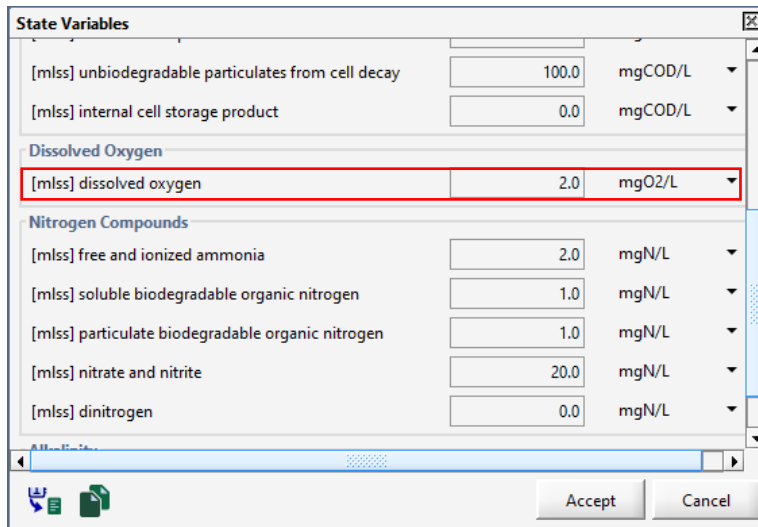 State Variables
[mlss] unbiodegradable particulates from cell decay 100.0 mgCOD/L
[mlss] internal cell storage product 0.0 mgCOD/L
Dissolved Oxygen
[mlss] dissolved oxygen 2.0 mgO2/L
Nitrogen Compounds
[mlss] free and ionized ammonia 2.0 mgN/L
[mlss] soluble biodegradable organic nitrogen 1.0 mgN/L
[mlss] particulate biodegradable organic nitrogen 1.0 mgN/L
[mlss] nitrate and nitrite 20.0 mgN/L
[mlss] dinitrogen 0.0 mgN/L
Alkalinity
Accept Cancel